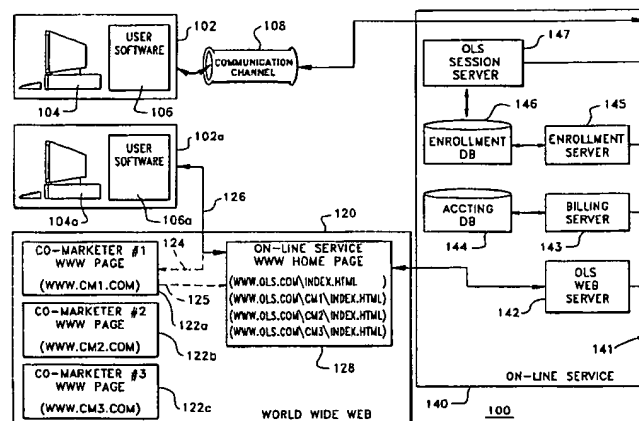 102
USER
SOFTWARE
104
106
108
COMMUNICATION
CHANNEL
102a
USER
SOFTWARE
104a
106a
126
120
CO-MARKETER #1
WWW PAGE
(WWW.CM1.COM)
122a
124
125
CO-MARKETER #2
WWW PAGE
(WWW.CM2.COM)
122b
CO-MARKETER #3
WWW PAGE
(WWW.CM3.COM)
122c
ON-LINE SERVICE
WWW HOME PAGE
(WWW.OLS.COM\INDEX.HTML )
(WWW.OLS.COM\CM1\INDEX.HTML)
(WWW.OLS.COM\CM2\INDEX.HTML)
(WWW.OLS.COM\CM3\INDEX.HTML)
128
WORLD WIDE WEB
147
OLS
SESSION
SERVER
146
ENROLLMENT
DB
145
ENROLLMENT
SERVER
ACCTING
DB
144
BILLING
SERVER
143
OLS
WEB
SERVER
142
141
ON-LINE SERVICE
140
100